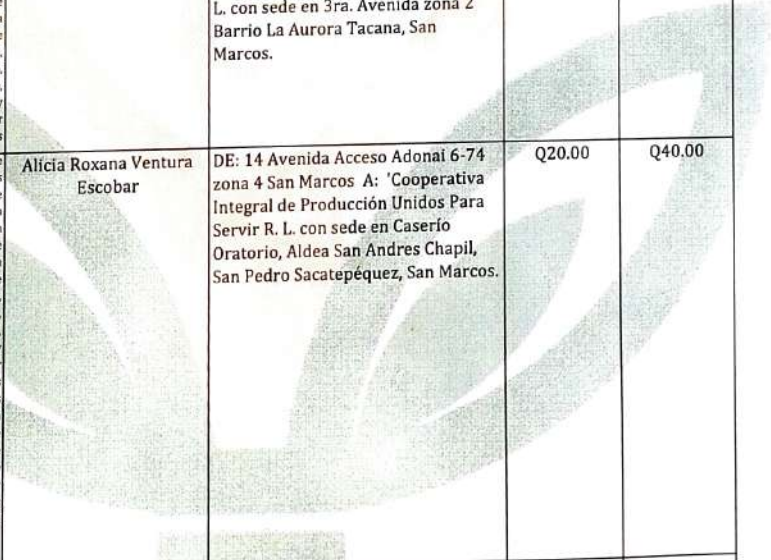 L. con sede en 3ra. Avenida zona 2
Barrio La Aurora Tacana, San
Marcos.
Alicia Roxana Ventura
Escobar
DE: 14 Avenida Acceso Adonai 6-74
zona 4 San Marcos A: 'Cooperativa
Integral de Producción Unidos Para
Servir R. L. con sede en Caserío
Oratorio, Aldea San Andres Chapil,
San Pedro Sacatepéquez, San Marcos.
Q20.00
Q40.00